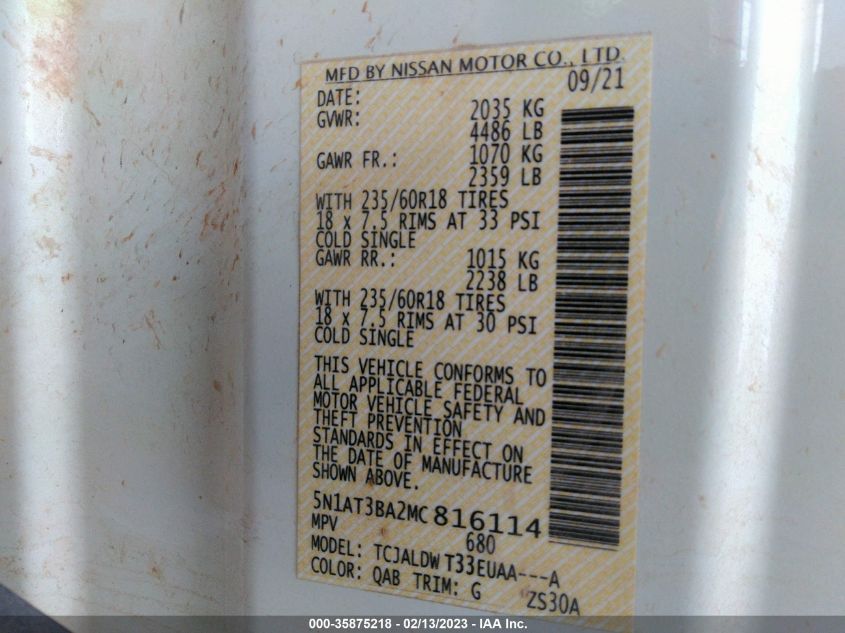 MFD BY NISSAN MOTOR CO., LTD.
DATE: 09/21
GVWR: 2035 KG
4486 LB
GAWR FR.: 1070 KG
2359 LB
WITH 235/60R18 TIRES
18 x 7.5 RIMS AT 33 PSI
COLD SINGLE
GAWR RR.: 1015 KG
2238 LB
WITH 235/60R18 TIRES
18 x 7.5 RIMS AT 30 PSI
COLD SINGLE
THIS VEHICLE CONFORMS TO
ALL APPLICABLE FEDERAL
MOTOR VEHICLE SAFETY AND
THEFT PREVENTION
STANDARDS IN EFFECT ON
THE DATE OF MANUFACTURE
SHOWN ABOVE.
5N1AT3BA2MC 816114
MPV 680
MODEL: TCJALDW T33EUAA---A
COLOR: QAB TRIM: G ZS30A
000-35875218 - 02/13/2023 - IAA Inc.